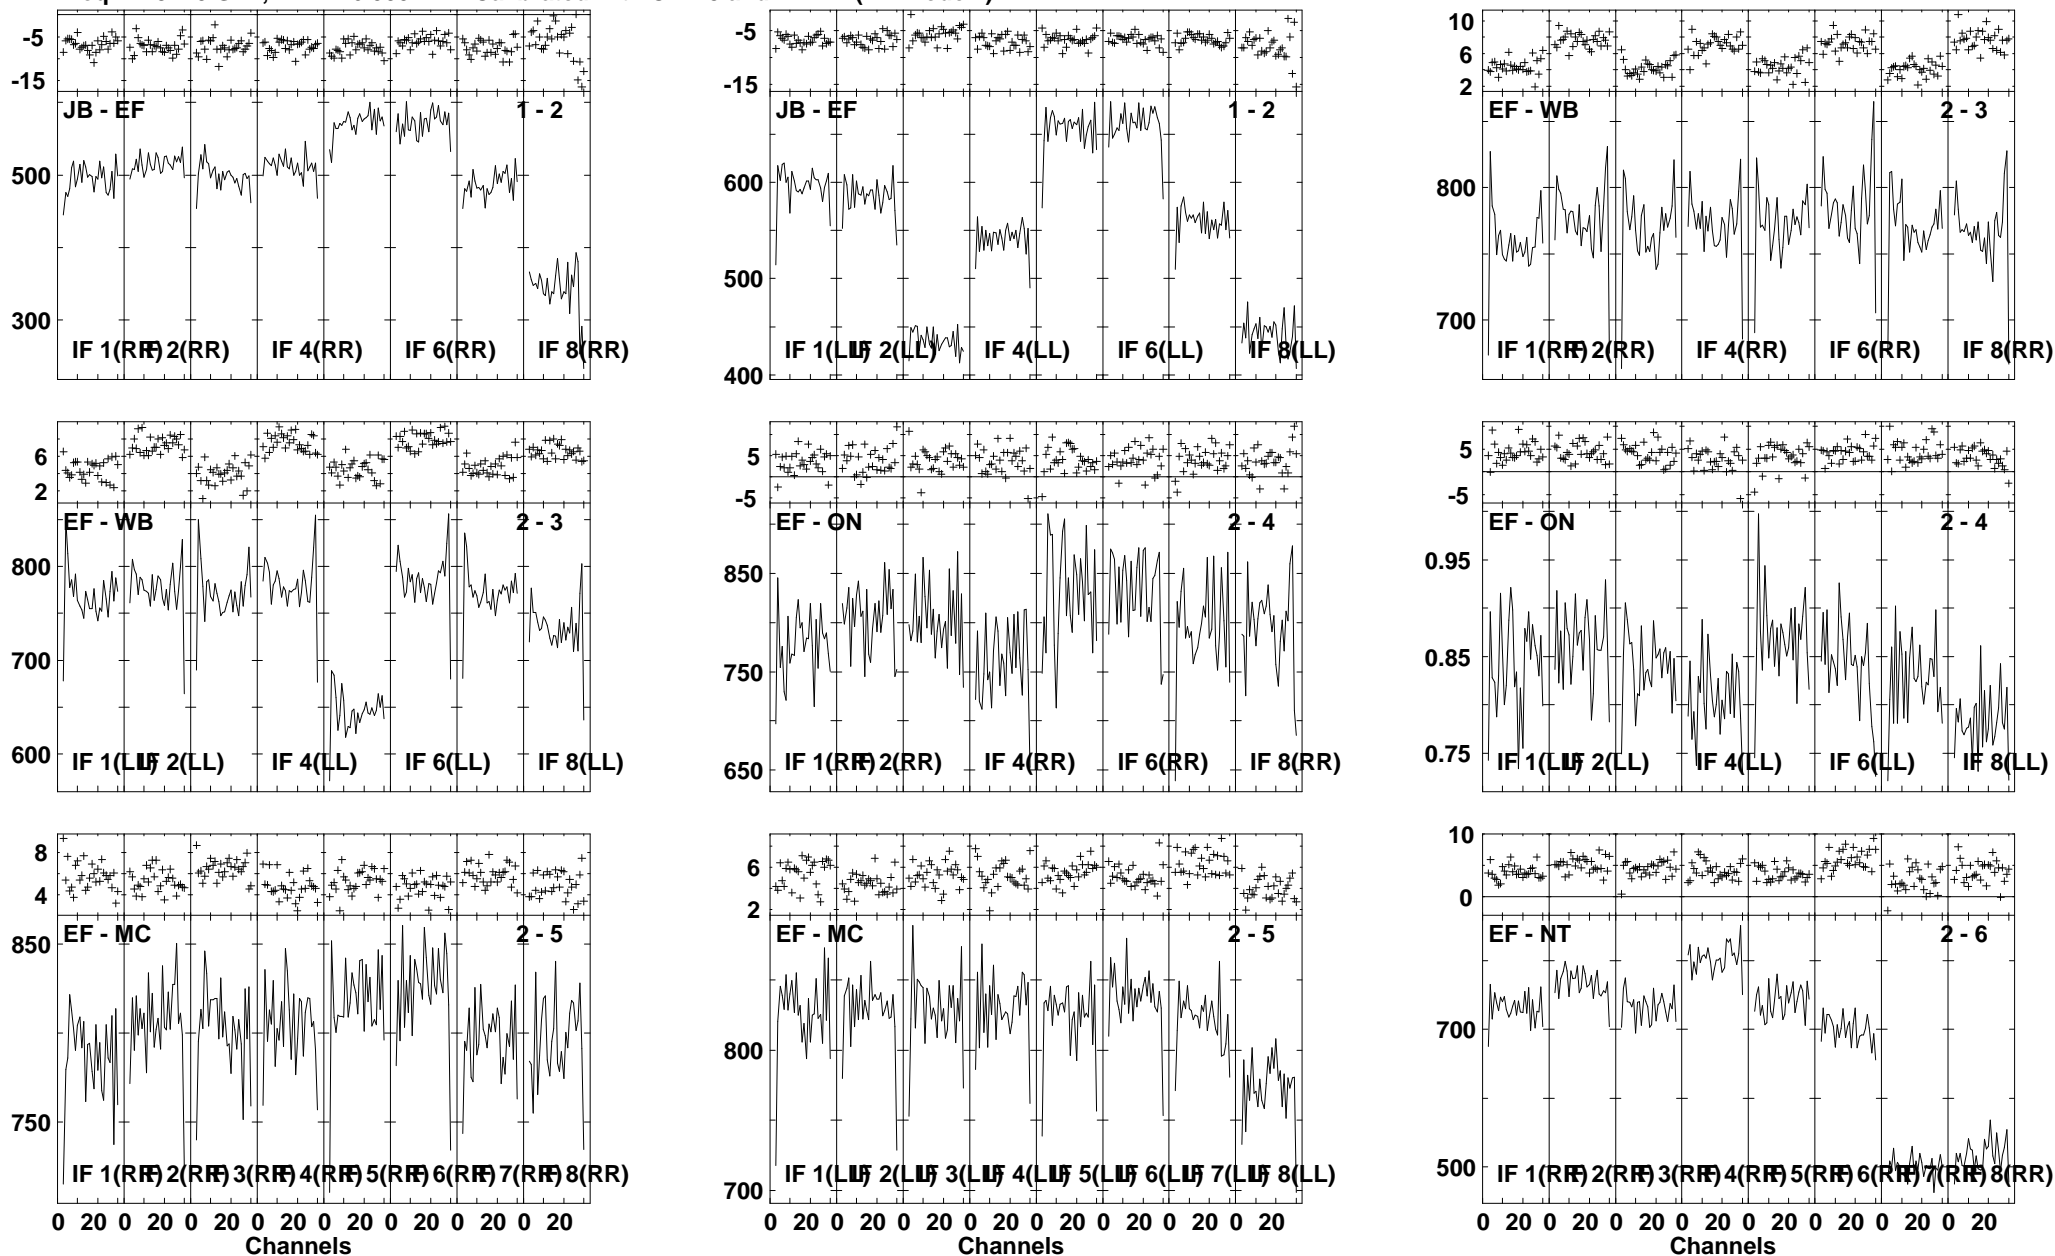 -5
-15
JB - EF 1 - 2
500
300
IF 1(RR) IF 2(RR) IF 4(RR) IF 6(RR) IF 8(RR)
-5
-15
JB - EF 1 - 2
600
500
400
IF 1(LL) IF 2(LL) IF 4(LL) IF 6(LL) IF 8(LL)
10
6
2
EF - WB 2 - 3
800
700
IF 1(RR) IF 2(RR) IF 4(RR) IF 6(RR) IF 8(RR)
6
2
EF - WB 2 - 3
800
700
600
IF 1(LL) IF 2(LL) IF 4(LL) IF 6(LL) IF 8(LL)
5
-5
EF - ON 2 - 4
850
750
650
IF 1(RR) IF 2(RR) IF 4(RR) IF 6(RR) IF 8(RR)
5
-5
EF - ON 2 - 4
0.95
0.85
0.75
IF 1(LL) IF 2(LL) IF 4(LL) IF 6(LL) IF 8(LL)
8
4
EF - MC 2 - 5
850
750
IF 1(RR) IF 2(RR) IF 3(RR) IF 4(RR) IF 5(RR) IF 6(RR) IF 7(RR) IF 8(RR)
0 20 0 20 0 20 0 20 0 20 0 20 0 20 0 20
Channels
6
2
EF - MC 2 - 5
800
700
IF 1(LL) IF 2(LL) IF 3(LL) IF 4(LL) IF 5(LL) IF 6(LL) IF 7(LL) IF 8(LL)
0 20 0 20 0 20 0 20 0 20 0 20 0 20 0 20
Channels
10
0
EF - NT 2 - 6
700
500
IF 1(RR) IF 2(RR) IF 3(RR) IF 4(RR) IF 5(RR) IF 6(RR) IF 7(RR) IF 8(RR)
0 20 0 20 0 20 0 20 0 20 0 20 0 20 0 20
Channels